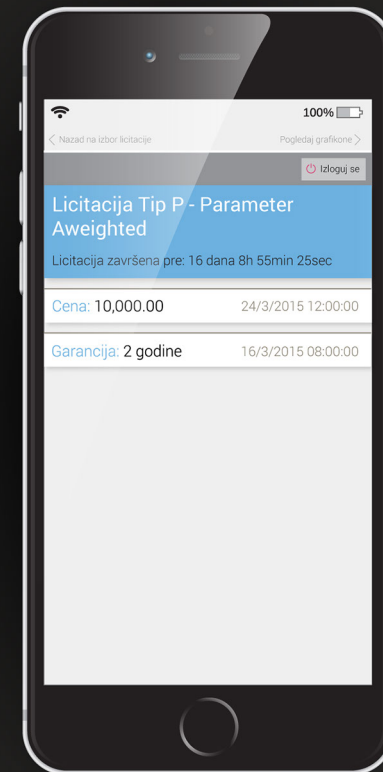 100%
Nazad na izbor licitacije Pogledaj grafikone
Izloguj se
Licitacija Tip P - Parameter
Aweighted
Licitacija završena pre: 16 dana 8h 55min 25sec
Cena: 10,000.00 24/3/2015 12:00:00
Garancija: 2 godine 16/3/2015 08:00:00